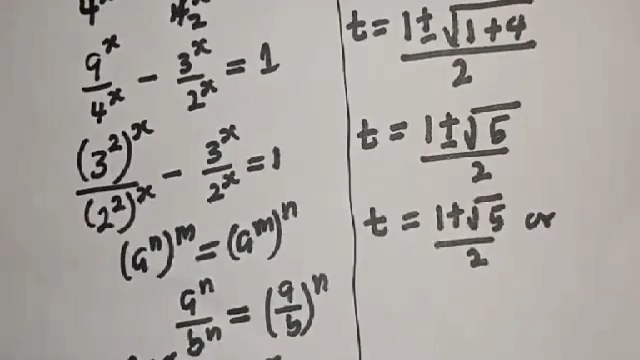 9^x/4^x - 3^x/2^x = 1
(3^2)^x/(2^2)^x - 3^x/2^x = 1
(a^n)^m = (a^m)^n
a^n/b^n = (a/b)^n
t = (1±√(1+4))/2
t = (1±√5)/2
t = (1+√5)/2 or